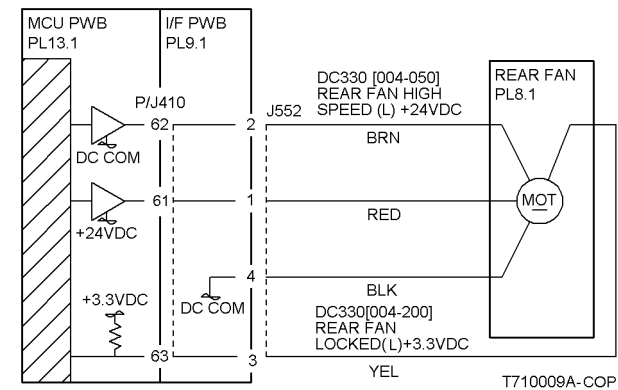 MCU PWB
PL13.1
I/F PWB
PL9.1
P/J410
62
2
J552
DC330 [004-050]
REAR FAN HIGH
SPEED (L) +24VDC
BRN
REAR FAN
PL8.1
DC COM
61
1
RED
MOT
+24VDC
4
BLK
DC COM
+3.3VDC
DC330[004-200]
REAR FAN
LOCKED(L)+3.3VDC
63
3
YEL
T710009A-COP